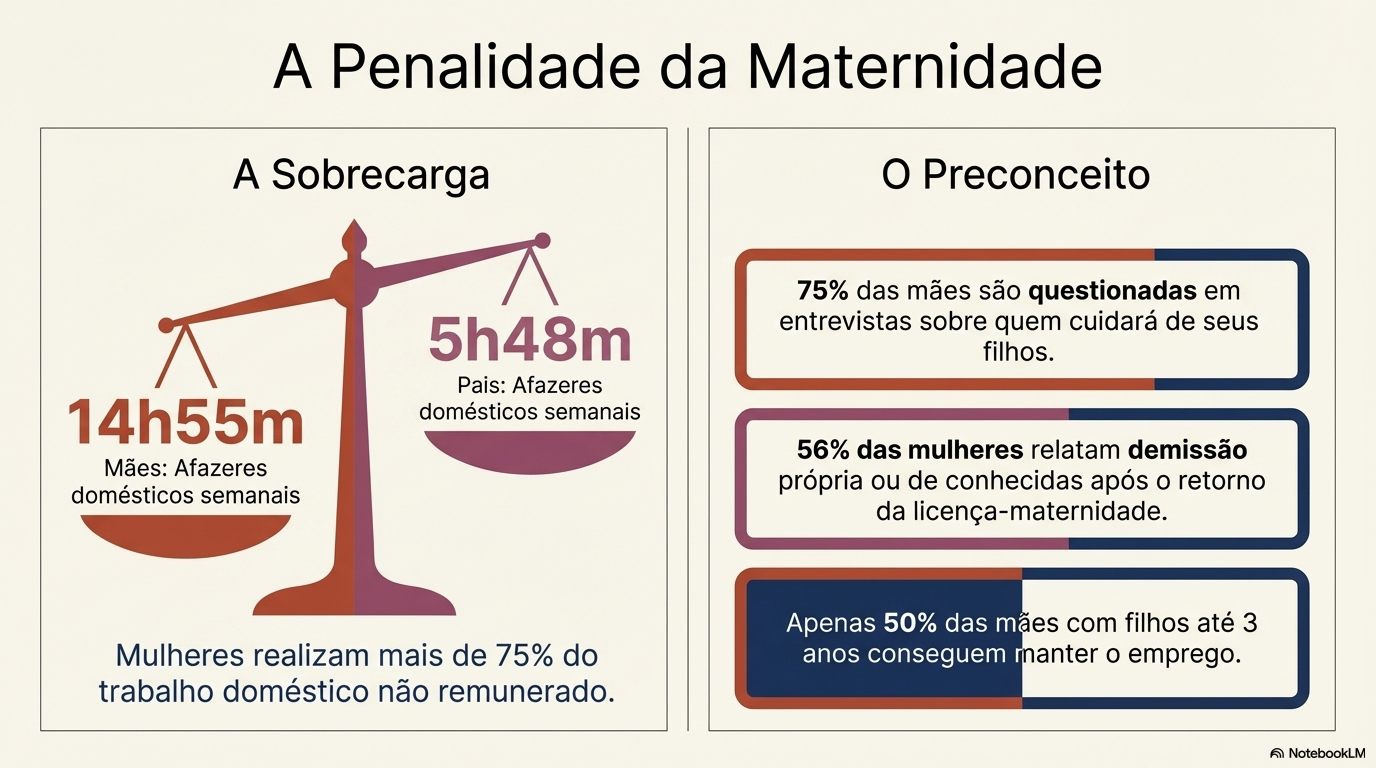 A Penalidade da Maternidade
A Sobrecarga
14h55m
Mães: Afazeres
domésticos semanais
5h48m
Pais: Afazeres
domésticos semanais
Mulheres realizam mais de 75% do
trabalho doméstico não remunerado.
O Preconceito
75% das mães são questionadas em
entrevistas sobre quem cuidará de seus
filhos.
56% das mulheres relatam demissão
própria ou de conhecidas após o retorno
da licença-maternidade.
Apenas 50% das mães com filhos até 3
anos conseguem manter o emprego.
NotebookLM